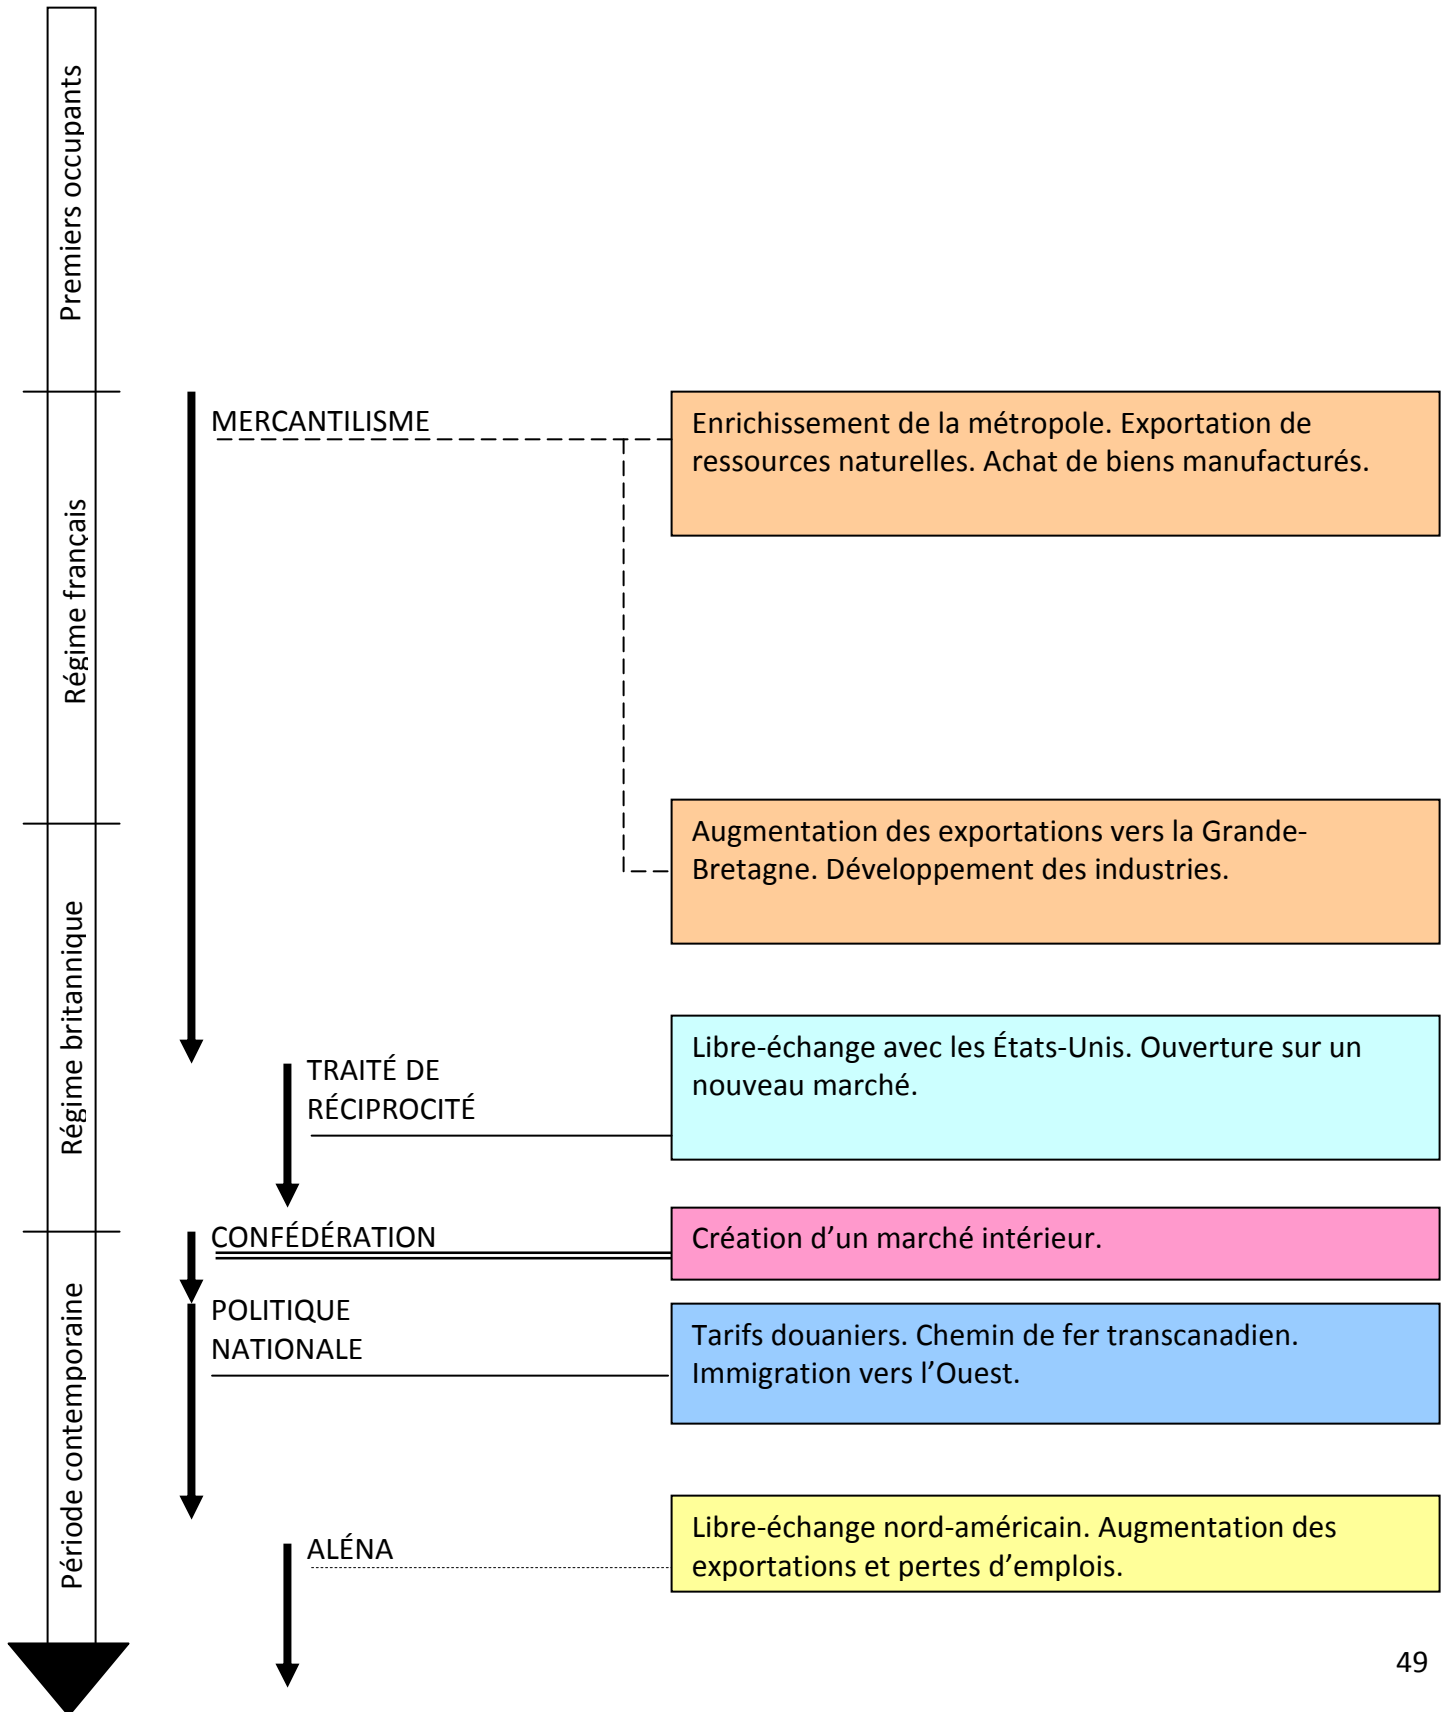 Premiers occupants
MERCANTILISME
Enrichissement de la métropole. Exportation de
ressources naturelles. Achat de biens manufacturés.
Régime français
Augmentation des exportations vers la Grande-
Bretagne. Développement des industries.
Régime britannique
TRAITÉ DE
RÉCIPROCITÉ
Libre-échange avec les États-Unis. Ouverture sur un
nouveau marché.
CONFÉDÉRATION
Création d’un marché intérieur.
Période contemporaine
POLITIQUE
NATIONALE
Tarifs douaniers. Chemin de fer transcanadien.
Immigration vers l’Ouest.
ALÉNA
Libre-échange nord-américain. Augmentation des
exportations et pertes d’emplois.
49